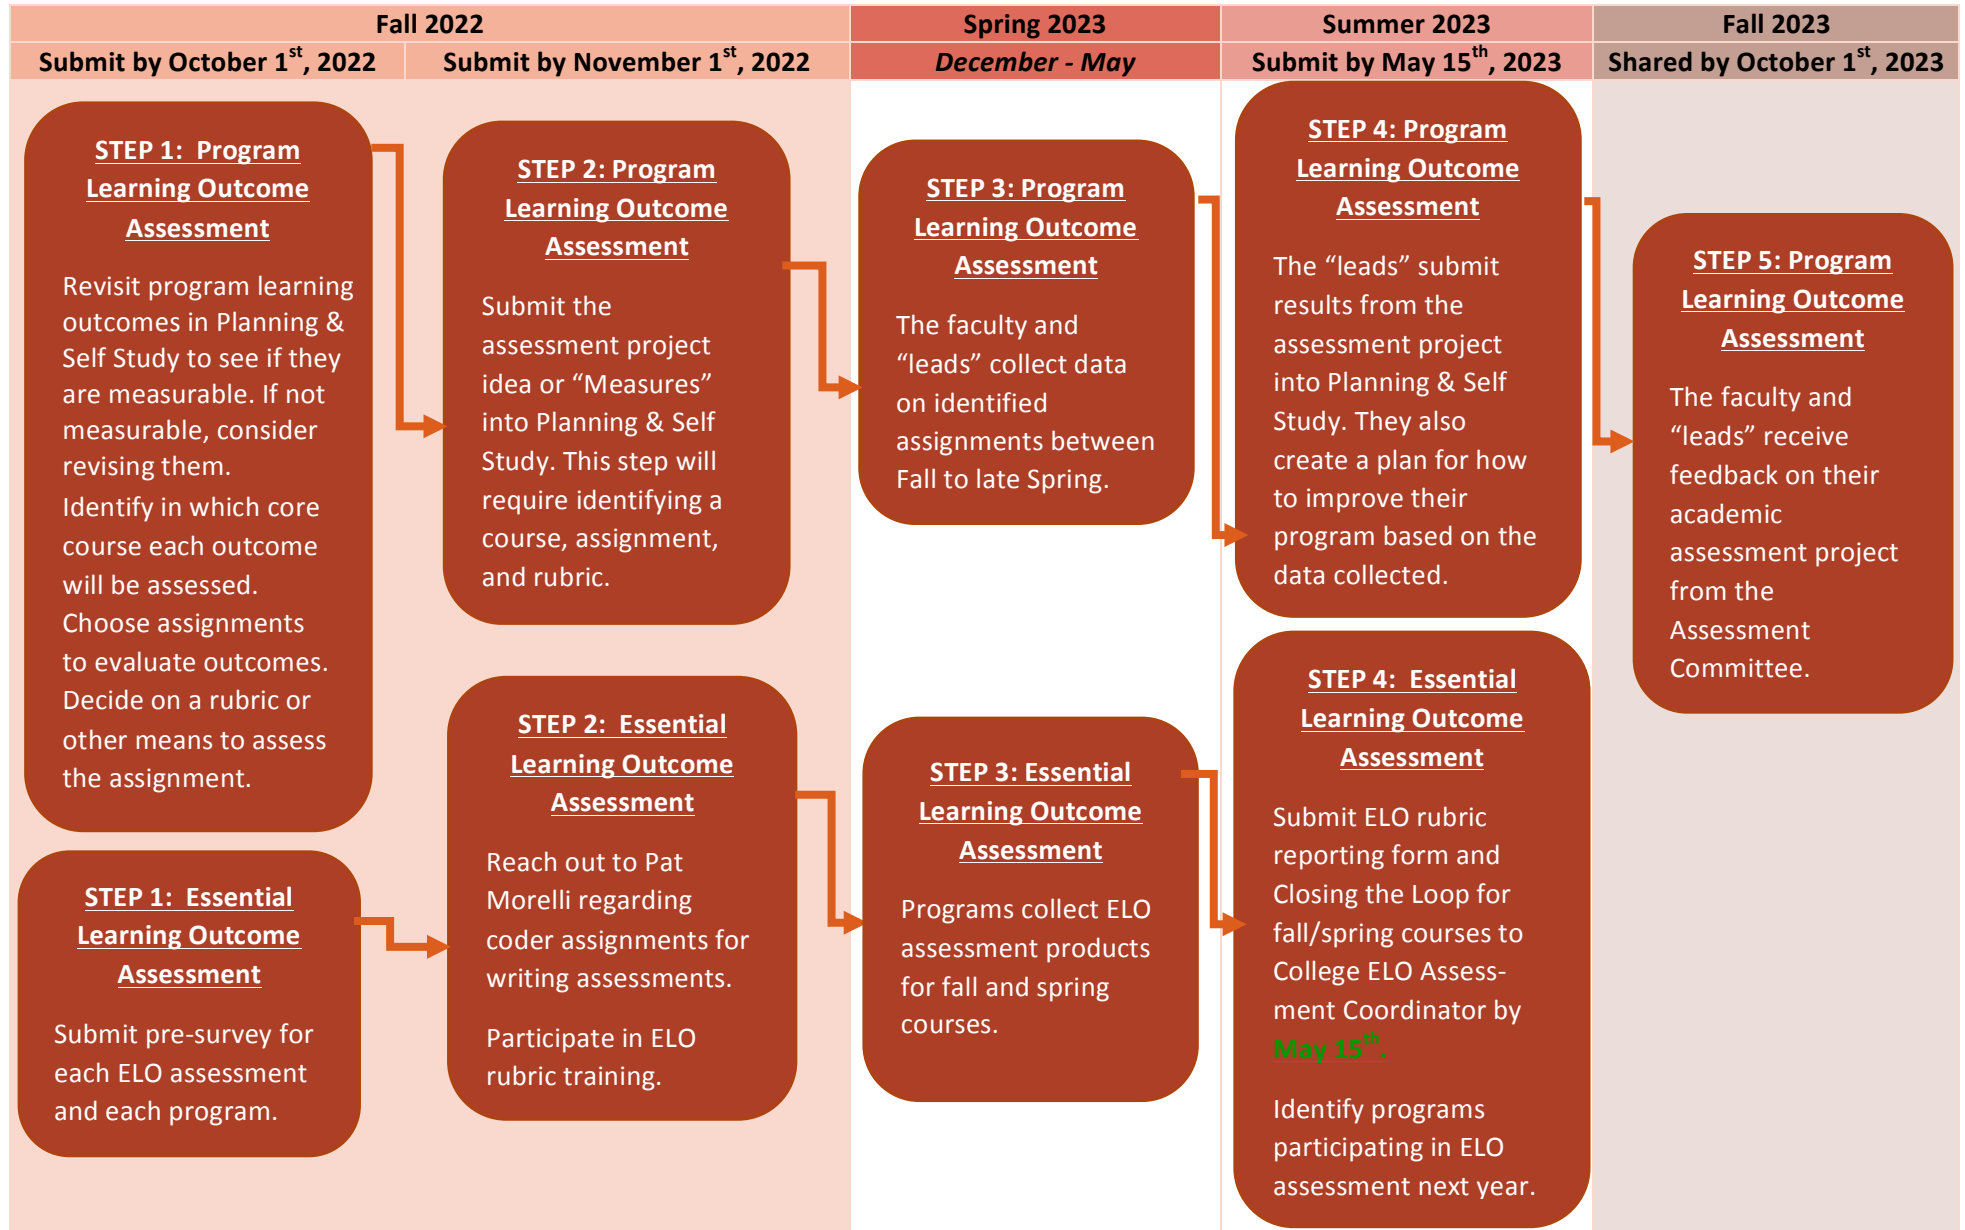 Fall 2022
Spring 2023
Summer 2023
Fall 2023
Submit by October 1st, 2022
Submit by November 1st, 2022
December - May
Submit by May 15th, 2023
Shared by October 1st, 2023
STEP 1: Program
Learning Outcome
Assessment
Revisit program learning
outcomes in Planning &
Self Study to see if they
are measurable. If not
measurable, consider
revising them.
Identify in which core
course each outcome
will be assessed.
Choose assignments
to evaluate outcomes.
Decide on a rubric or
other means to assess
the assignment.
STEP 2: Program
Learning Outcome
Assessment
Submit the
assessment project
idea or “Measures”
into Planning & Self
Study. This step will
require identifying a
course, assignment,
and rubric.
STEP 3: Program
Learning Outcome
Assessment
The faculty and
“leads” collect data
on identified
assignments between
Fall to late Spring.
STEP 4: Program
Learning Outcome
Assessment
The “leads” submit
results from the
assessment project
into Planning & Self
Study. They also
create a plan for how
to improve their
program based on the
data collected.
STEP 5: Program
Learning Outcome
Assessment
The faculty and
“leads” receive
feedback on their
academic
assessment project
from the
Assessment
Committee.
STEP 1: Essential
Learning Outcome
Assessment
Submit pre-survey for
each ELO assessment
and each program.
STEP 2: Essential
Learning Outcome
Assessment
Reach out to Pat
Morelli regarding
coder assignments for
writing assessments.
Participate in ELO
rubric training.
STEP 3: Essential
Learning Outcome
Assessment
Programs collect ELO
assessment products
for fall and spring
courses.
STEP 4: Essential
Learning Outcome
Assessment
Submit ELO rubric
reporting form and
Closing the Loop for
fall/spring courses to
College ELO Assess-
ment Coordinator by
May 15th.
Identify programs
participating in ELO
assessment next year.